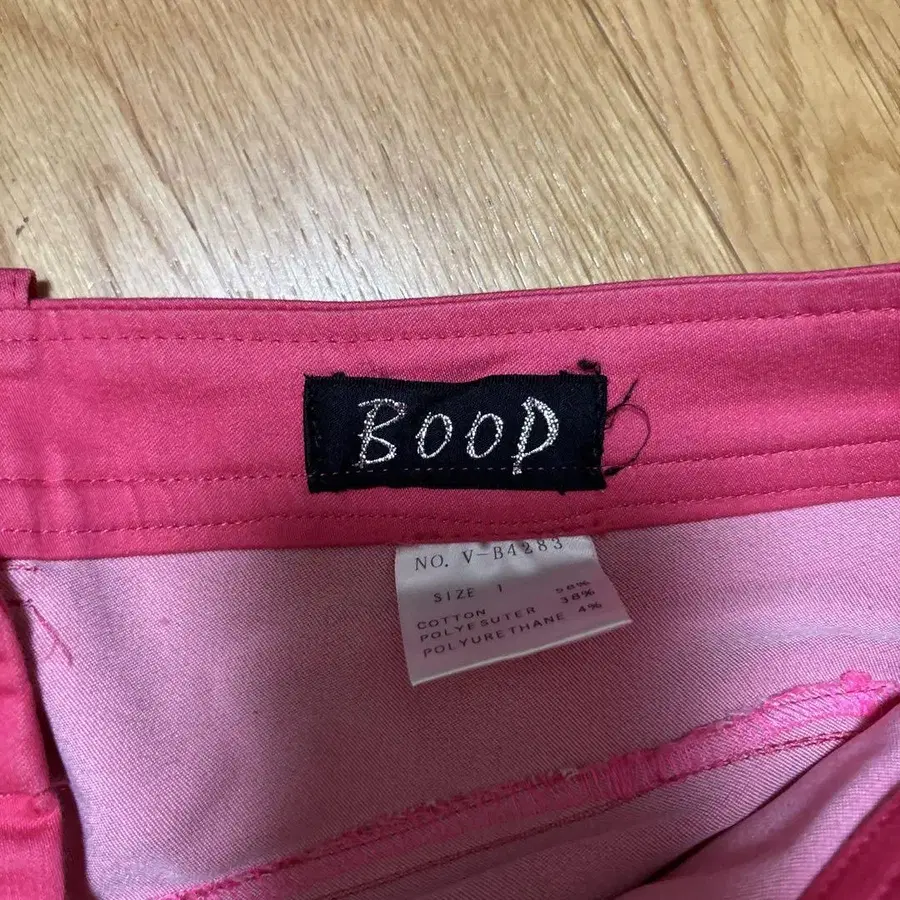 BOOP
NO. V-B4283
SIZE 1
COTTON 58%
POLYESUTER 38%
POLYURETHANE 4%